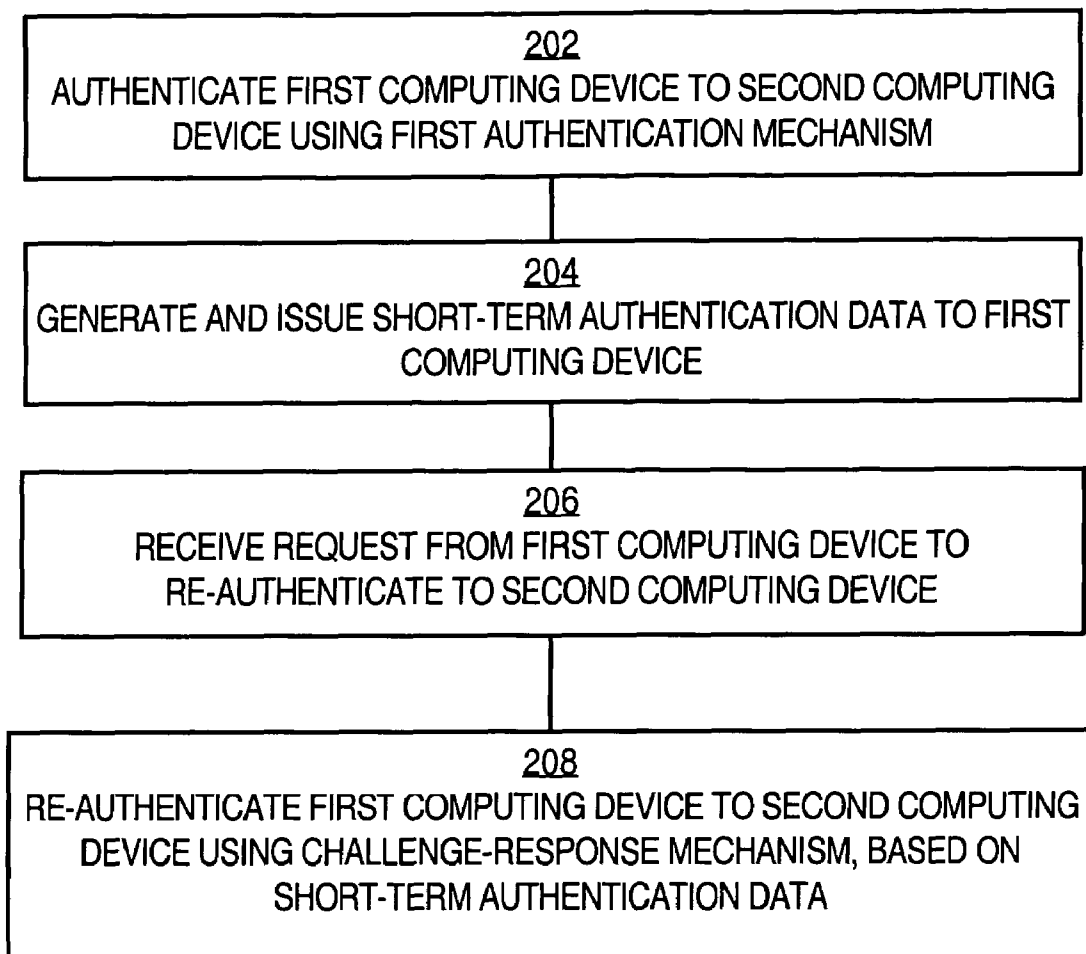 202
AUTHENTICATE FIRST COMPUTING DEVICE TO SECOND COMPUTING
DEVICE USING FIRST AUTHENTICATION MECHANISM
204
GENERATE AND ISSUE SHORT-TERM AUTHENTICATION DATA TO FIRST
COMPUTING DEVICE
206
RECEIVE REQUEST FROM FIRST COMPUTING DEVICE TO
RE-AUTHENTICATE TO SECOND COMPUTING DEVICE
208
RE-AUTHENTICATE FIRST COMPUTING DEVICE TO SECOND COMPUTING
DEVICE USING CHALLENGE-RESPONSE MECHANISM, BASED ON
SHORT-TERM AUTHENTICATION DATA